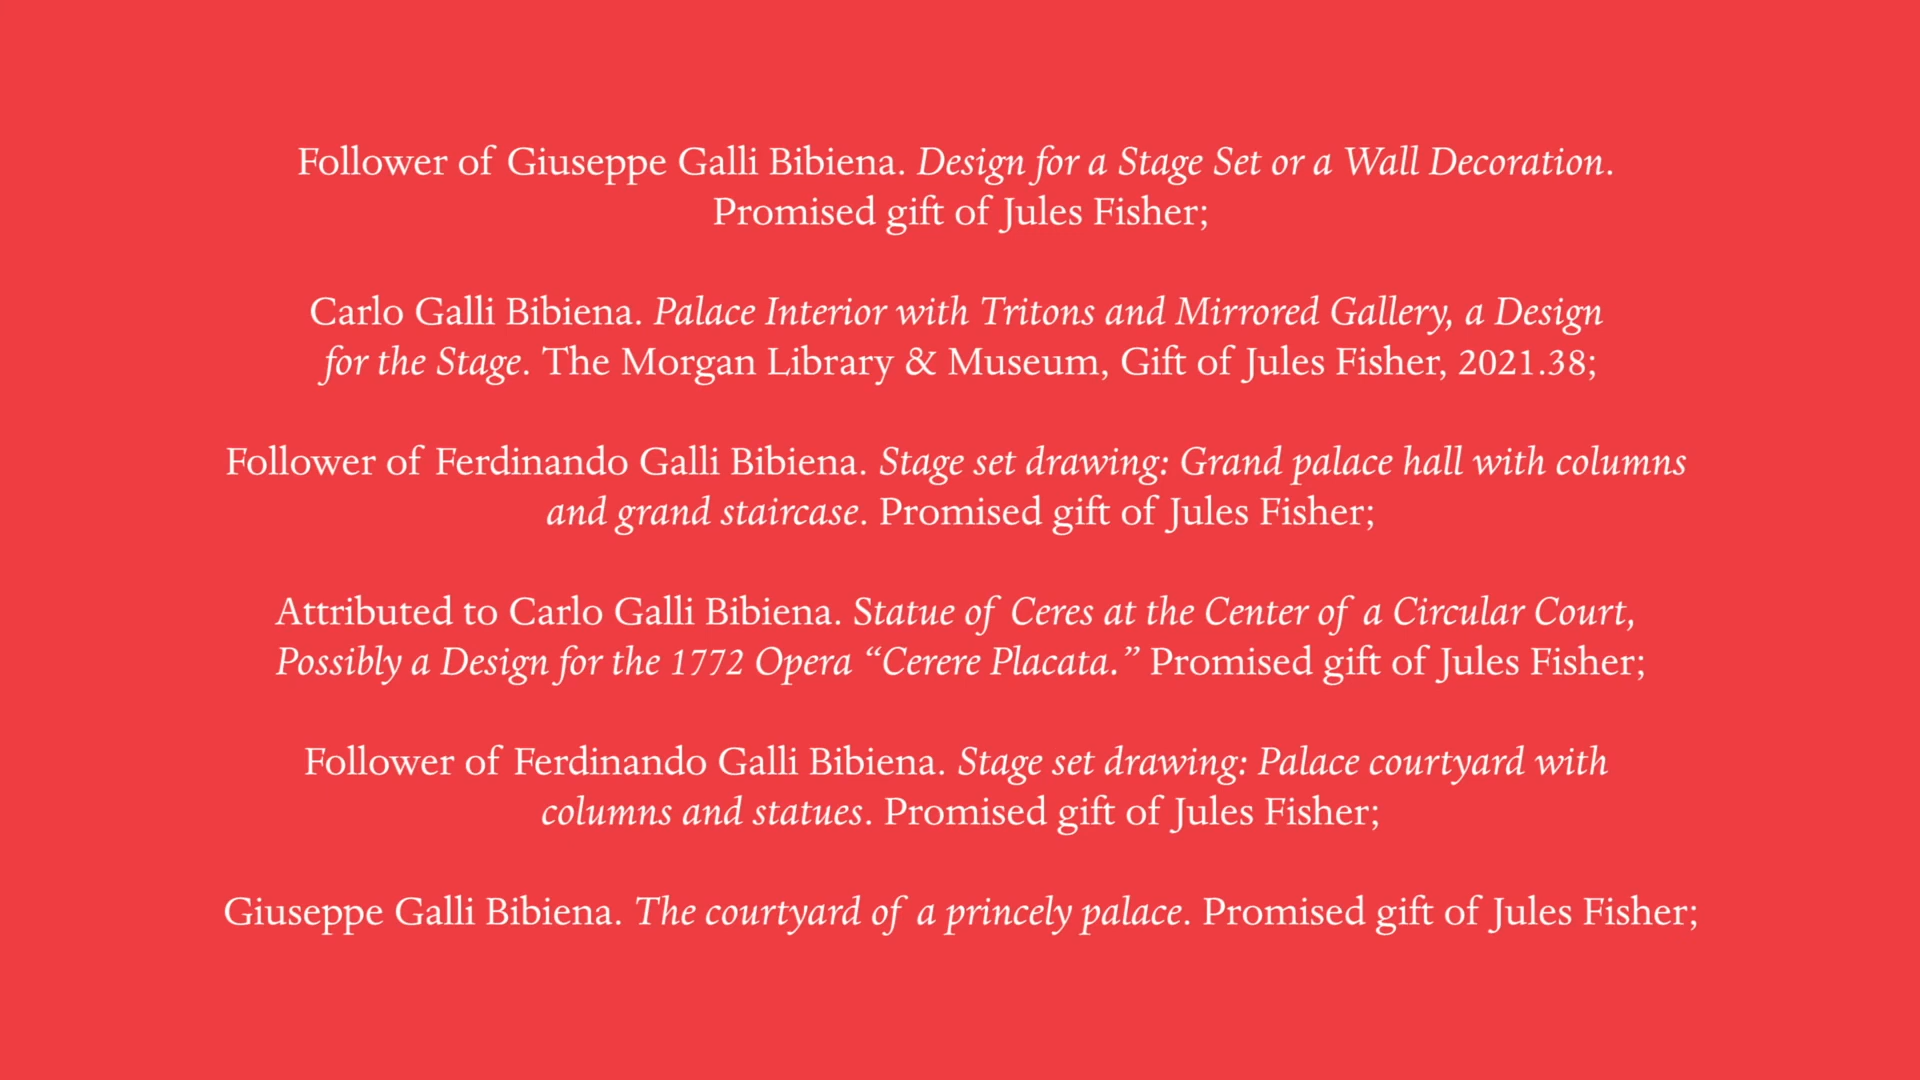 Follower of Giuseppe Galli Bibiena. Design for a Stage Set or a Wall Decoration.
Promised gift of Jules Fisher;
Carlo Galli Bibiena. Palace Interior with Tritons and Mirrored Gallery, a Design
for the Stage. The Morgan Library & Museum, Gift of Jules Fisher, 2021.38;
Follower of Ferdinando Galli Bibiena. Stage set drawing: Grand palace hall with columns
and grand staircase. Promised gift of Jules Fisher;
Attributed to Carlo Galli Bibiena. Statue of Ceres at the Center of a Circular Court,
Possibly a Design for the 1772 Opera “Cerere Placata.” Promised gift of Jules Fisher;
Follower of Ferdinando Galli Bibiena. Stage set drawing: Palace courtyard with
columns and statues. Promised gift of Jules Fisher;
Giuseppe Galli Bibiena. The courtyard of a princely palace. Promised gift of Jules Fisher;